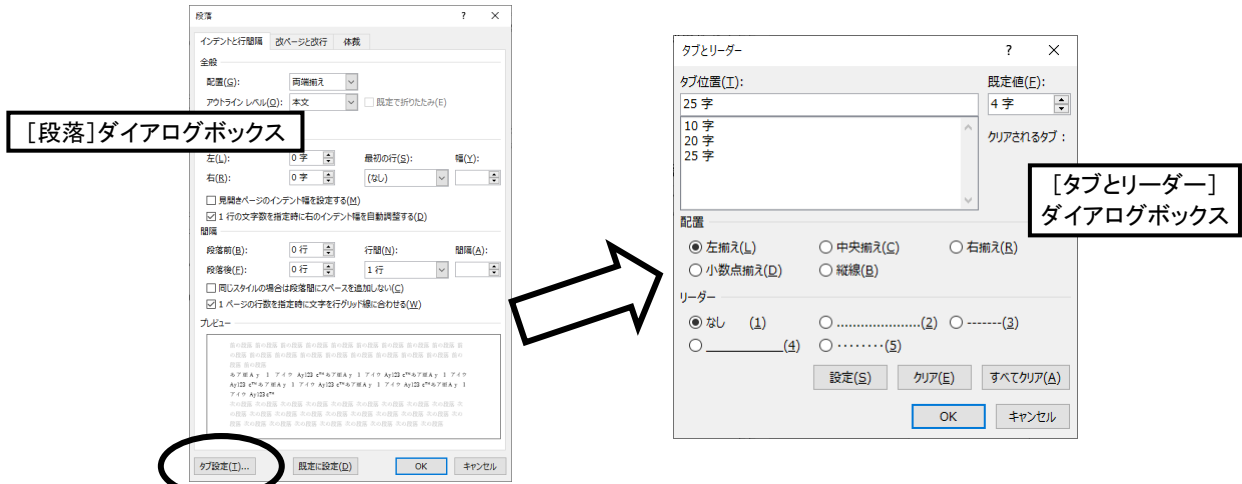 段落 ? ×
インデントと行間隔 改ページと改行 体裁
全般
配置(G): 両端揃え
アウトライン レベル(O): 本文 既定で折りたたみ(E)
[段落]ダイアログボックス
左(L): 0 字 最初の行(S): 幅(Y):
右(R): 0 字 (なし)
見開きページのインデント幅を設定する(M)
1 行の文字数を指定時に右のインデント幅を自動調整する(D)
間隔
段落前(B): 0 行 行間(N): 間隔(A):
段落後(F): 0 行 1 行
同じスタイルの場合は段落間にスペースを追加しない(C)
1 ページの行数を指定時に文字を行グリッド線に合わせる(W)
プレビュー
タブ設定(T)... 既定に設定(D) OK キャンセル
タブとリーダー ? ×
タブ位置(T): 既定値(F):
25 字 4 字
10 字
20 字
25 字
クリアされるタブ：
[タブとリーダー]
ダイアログボックス
配置
左揃え(L) 中央揃え(C) 右揃え(R)
小数点揃え(D) 縦線(B)
リーダー
なし (1) .....................(2) -------(3)
____________(4) ········(5)
設定(S) クリア(E) すべてクリア(A)
OK キャンセル